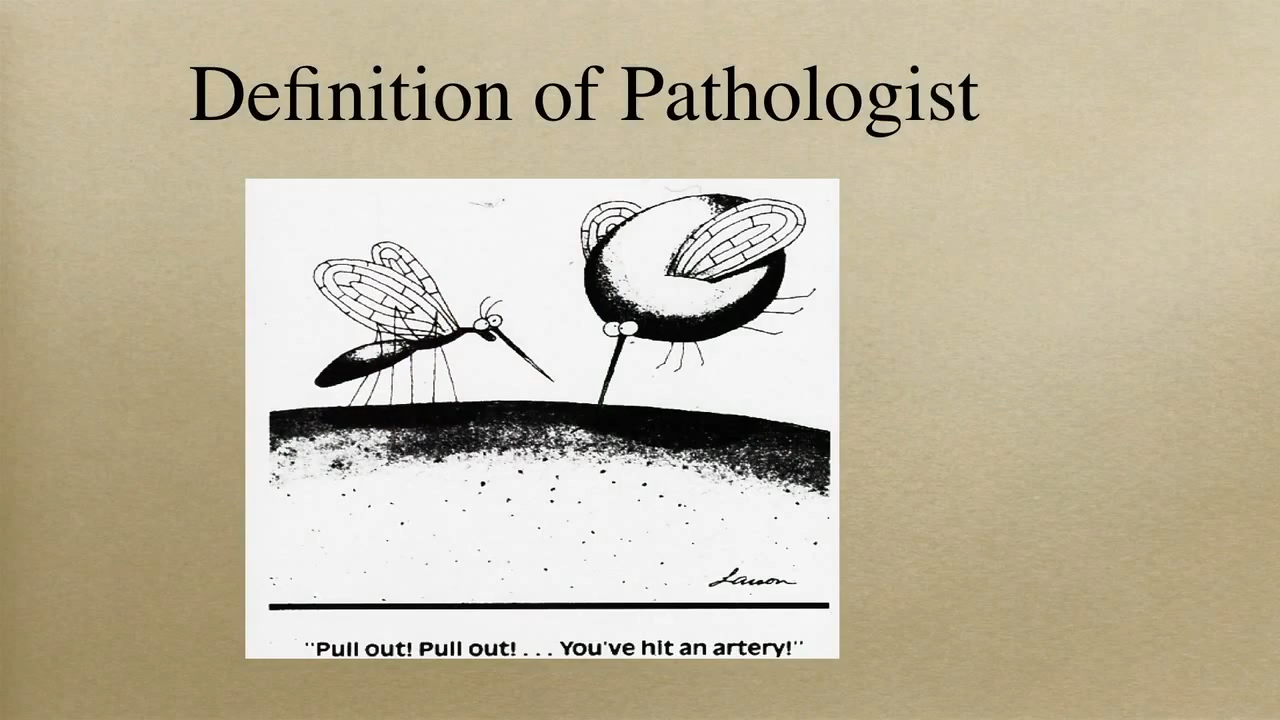 Definition of Pathologist
Larson
"Pull out! Pull out! . . . You've hit an artery!"